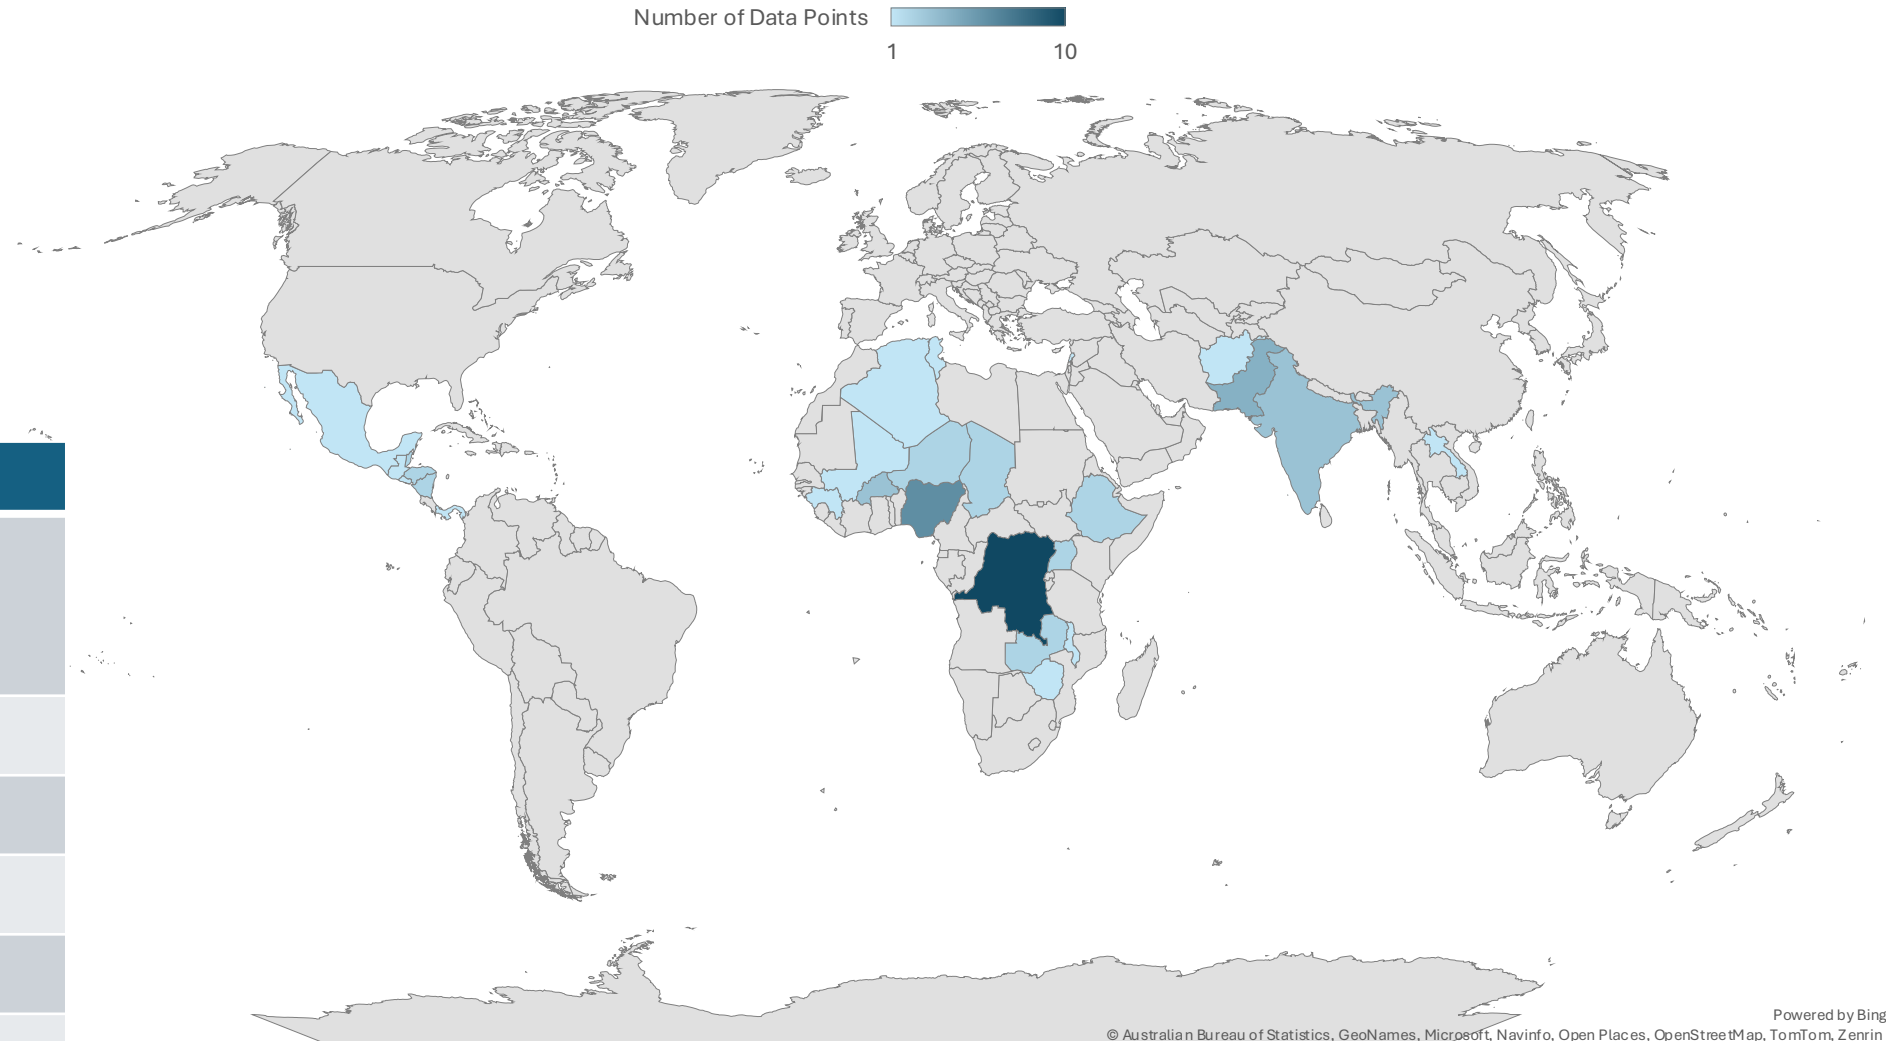 Number of Data Points
1 10
Powered by Bing
© Australian Bureau of Statistics, GeoNames, Microsoft, Navinfo, Open Places, OpenStreetMap, TomTom, Zenrin